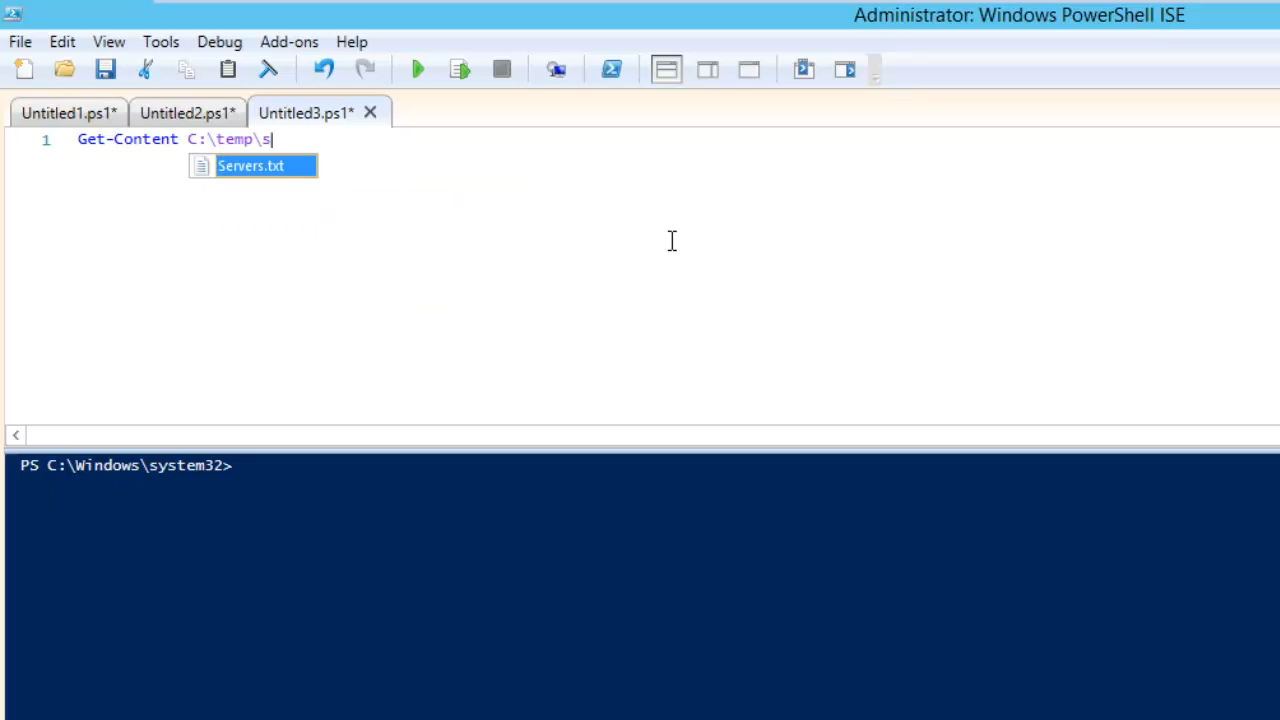 Administrator: Windows PowerShell ISE
File Edit View Tools Debug Add-ons Help
Untitled1.ps1* Untitled2.ps1* Untitled3.ps1*
1 Get-Content C:\temp\s
Servers.txt
PS C:\Windows\system32>